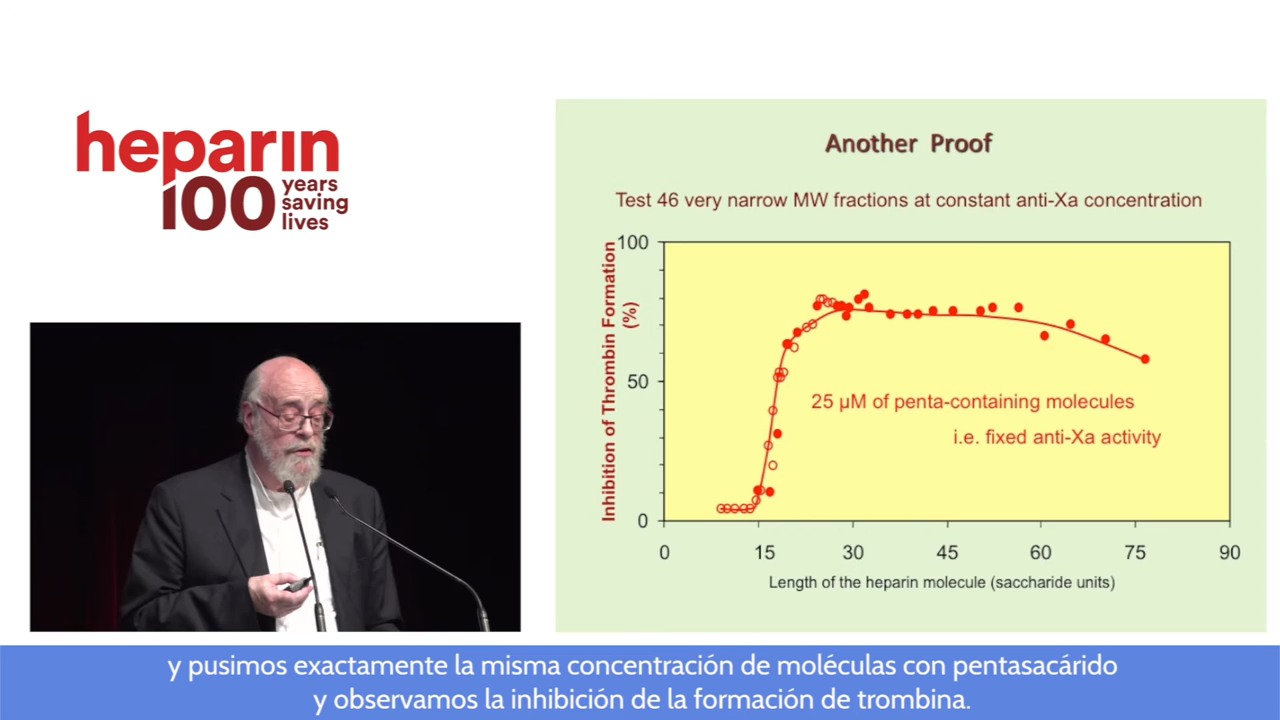 heparin
100 years
saving
lives
Another Proof
Test 46 very narrow MW fractions at constant anti-Xa concentration
Inhibition of Thrombin Formation
(%)
100
50
0
25 µM of penta-containing molecules
i.e. fixed anti-Xa activity
0 15 30 45 60 75 90
Length of the heparin molecule (saccharide units)
y pusimos exactamente la misma concentración de moléculas con pentasacárido
y observamos la inhibición de la formación de trombina.